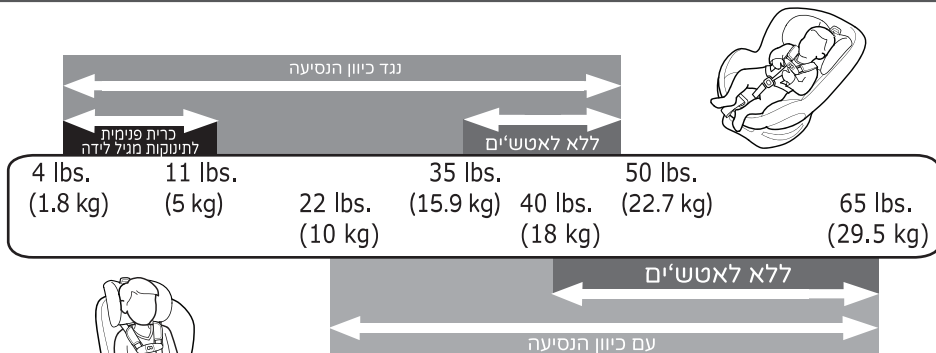 נגד כיוון הנסיעה
כרית פנימית
לתינוקות מגיל לידה
ללא לאטש'ים
4 lbs.
(1.8 kg)
11 lbs.
(5 kg)
22 lbs.
(10 kg)
35 lbs.
(15.9 kg)
40 lbs.
(18 kg)
50 lbs.
(22.7 kg)
65 lbs.
(29.5 kg)
ללא לאטש'ים
עם כיוון הנסיעה